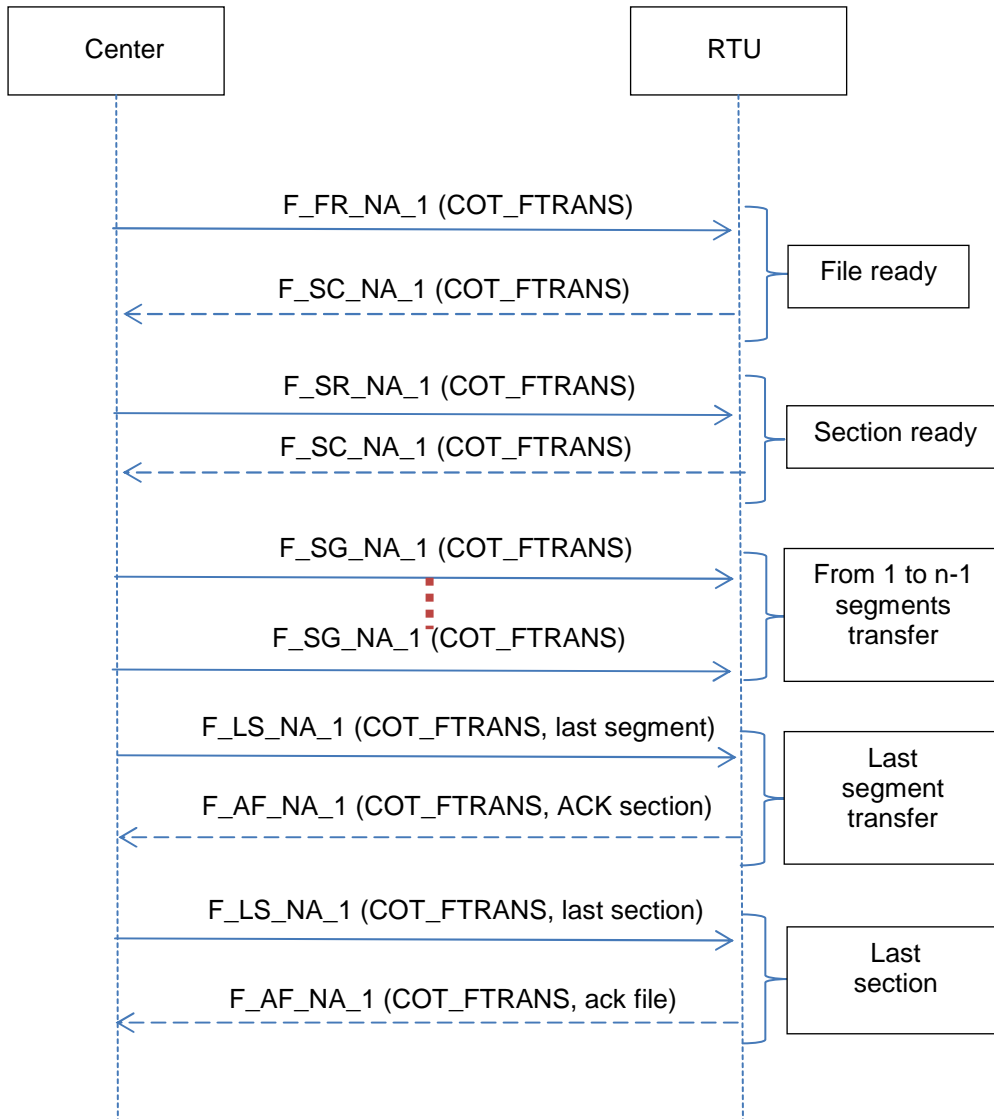 Center
RTU
F_FR_NA_1 (COT_FTRANS)
File ready
F_SC_NA_1 (COT_FTRANS)
F_SR_NA_1 (COT_FTRANS)
Section ready
F_SC_NA_1 (COT_FTRANS)
F_SG_NA_1 (COT_FTRANS)
From 1 to n-1
segments
transfer
F_SG_NA_1 (COT_FTRANS)
F_LS_NA_1 (COT_FTRANS, last segment)
Last
segment
transfer
F_AF_NA_1 (COT_FTRANS, ACK section)
F_LS_NA_1 (COT_FTRANS, last section)
Last
section
F_AF_NA_1 (COT_FTRANS, ack file)